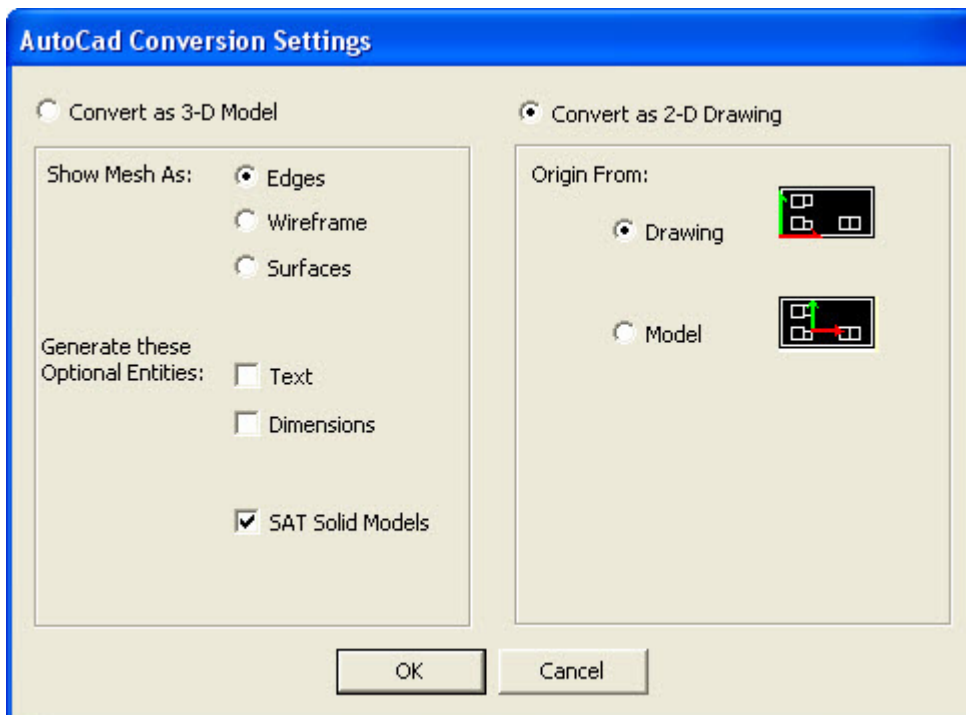 AutoCad Conversion Settings
Convert as 3-D Model
Show Mesh As:
Edges
Wireframe
Surfaces
Generate these
Optional Entities:
Text
Dimensions
SAT Solid Models
Convert as 2-D Drawing
Origin From:
Drawing
Model
OK
Cancel